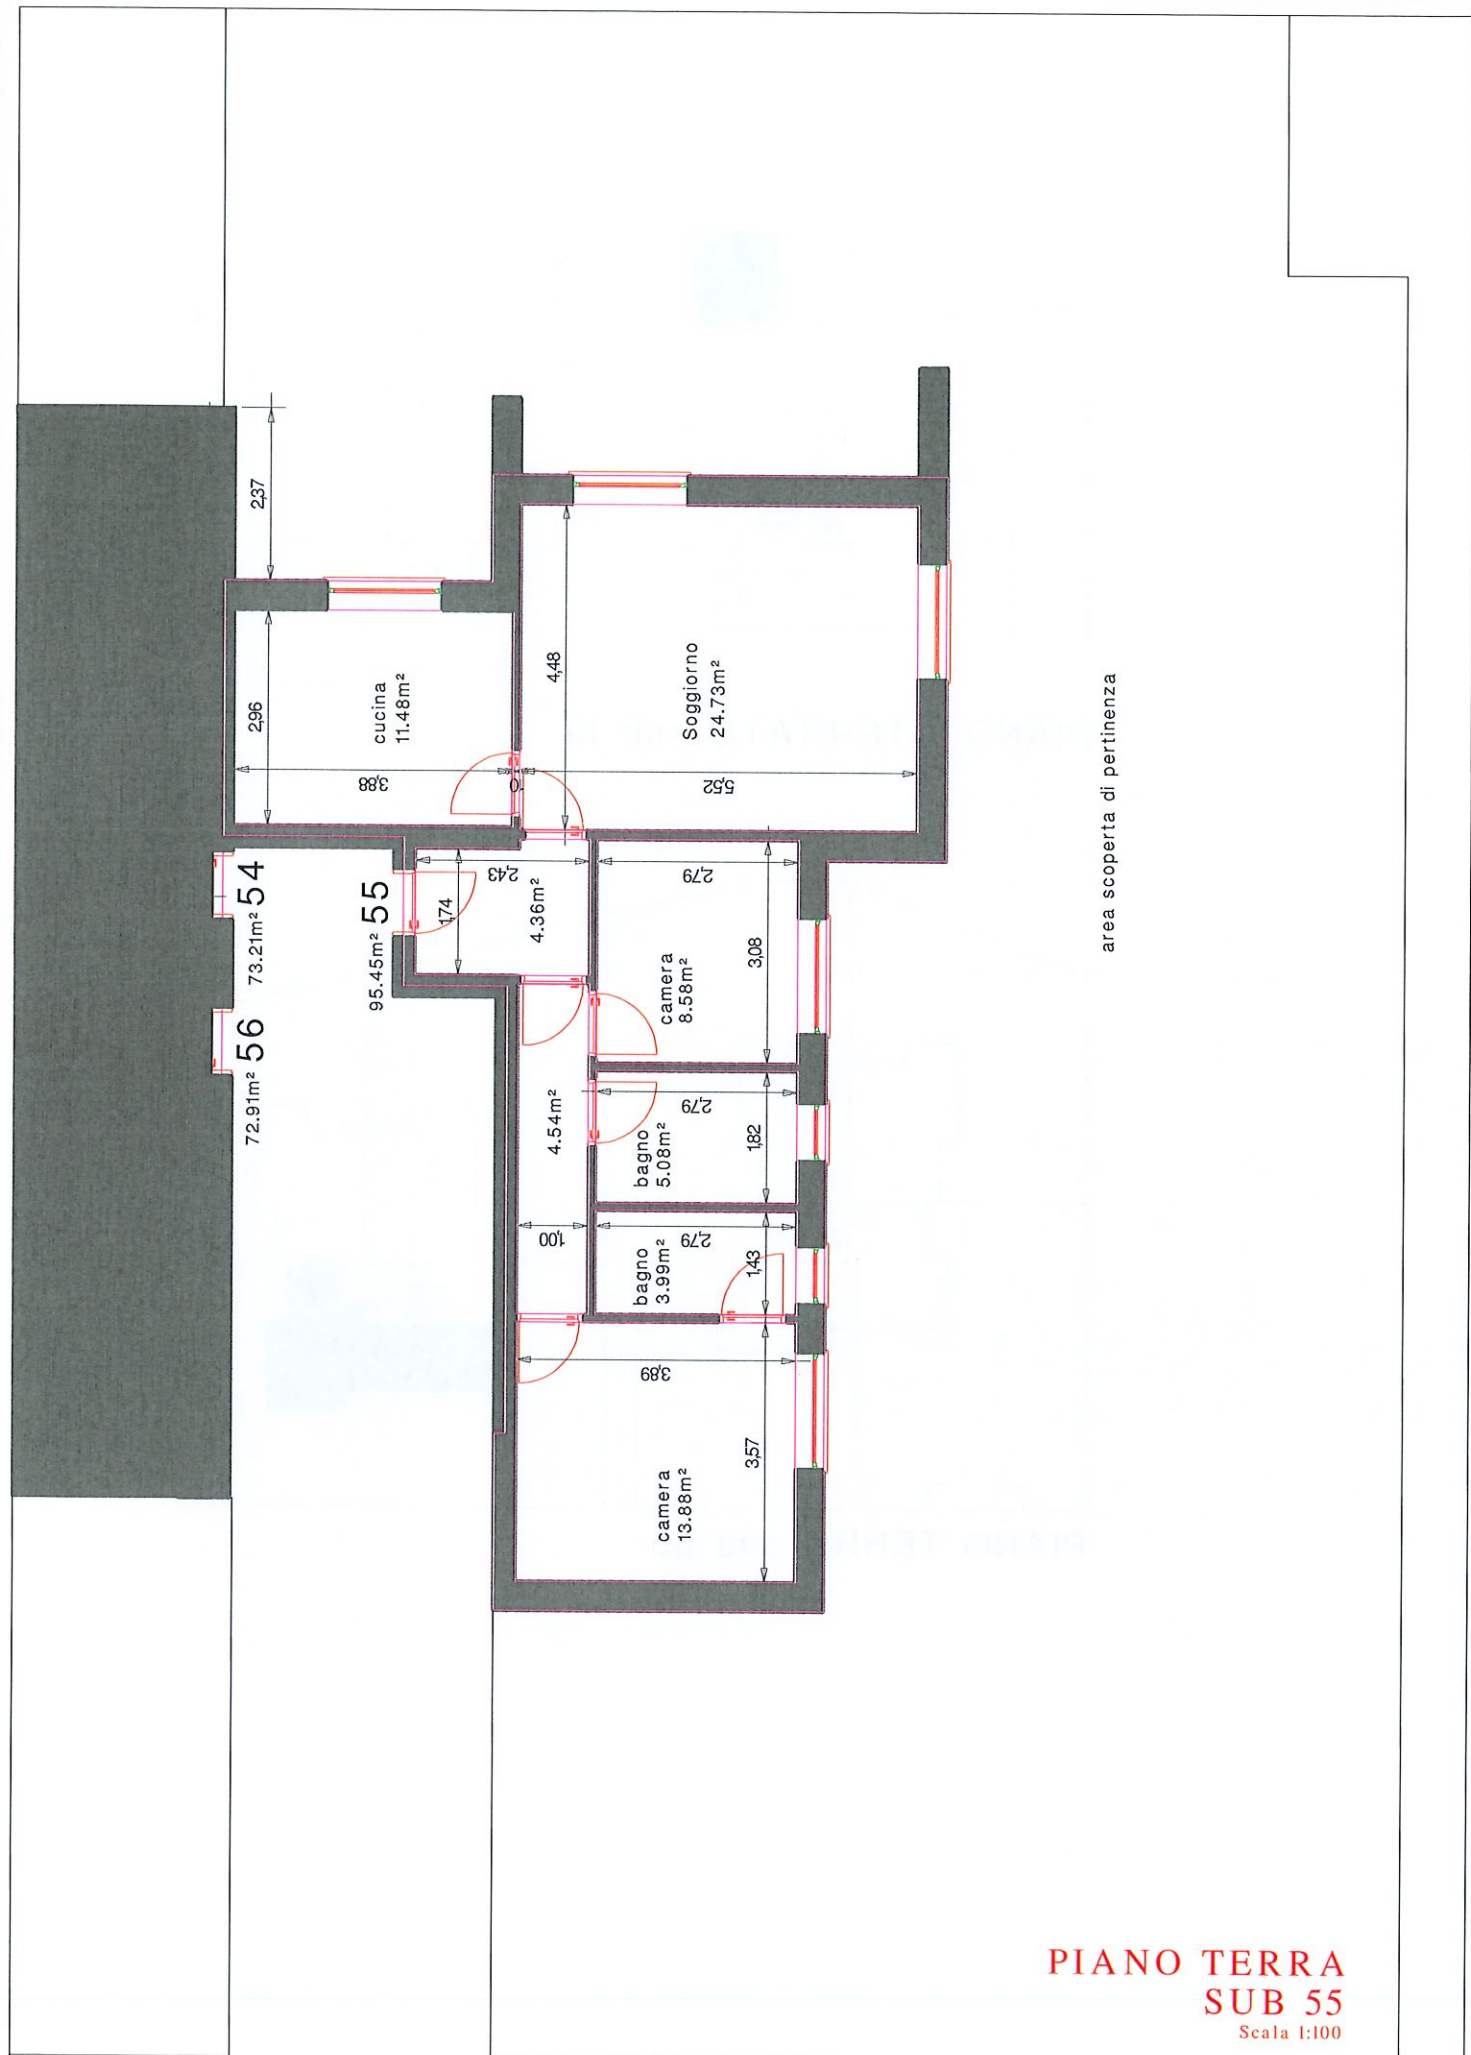 2,37
2,96
cucina
11.48m²
3,88
4,48
Soggiorno
24.73m²
5,52
0,
area scoperta di pertinenza
73.21m² 54
72.91m² 56
95.45m² 55
1,74
2,43
4.36m²
2,79
camera
8.58m²
3,08
4.54m²
1,00
2,79
bagno
5.08m²
1,82
2,79
bagno
3.99m²
1,43
3,89
camera
13.88m²
3,57
PIANO TERRA
SUB 55
Scala 1:100